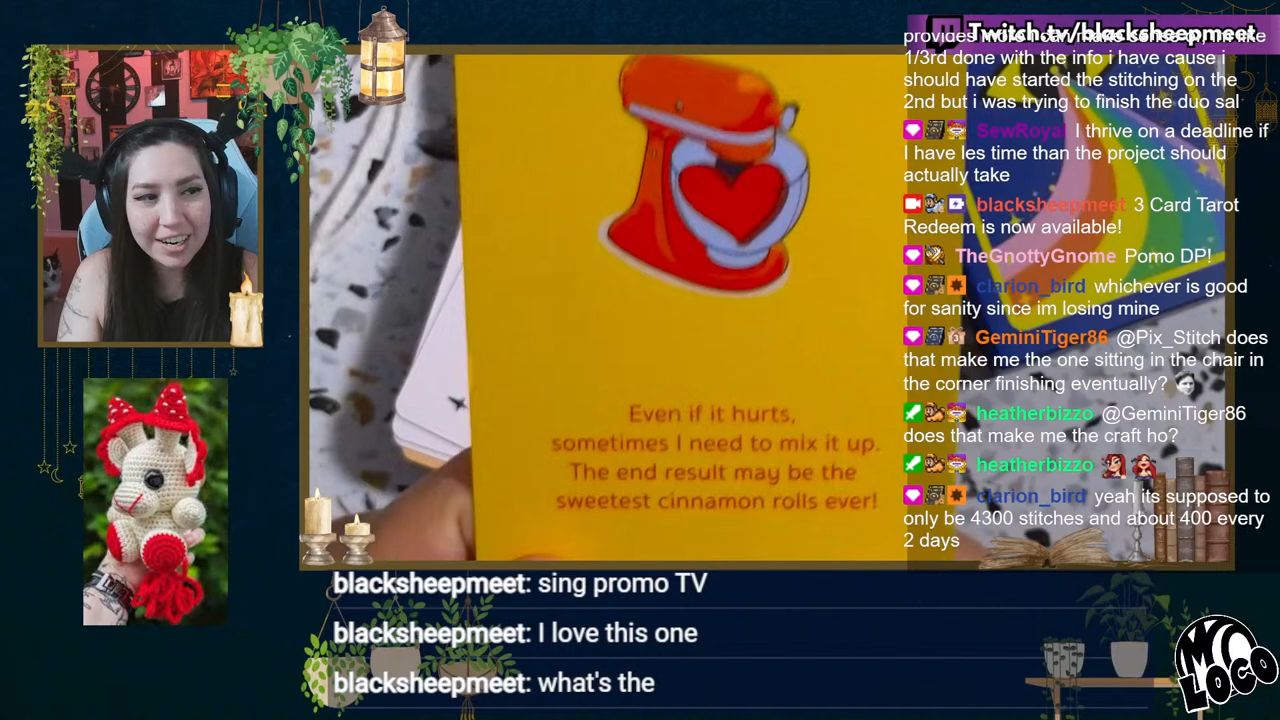 Twitch.tv/blacksheepmeet
1/3rd done with the info i have cause i
should have started the stitching on the
2nd but i was trying to finish the duo sal
SewRoyal I thrive on a deadline if
I have les time than the project should
actually take
blacksheepmeet 3 Card Tarot
Redeem is now available!
TheGnottyGnome Pomo DP!
clarion_bird whichever is good
for sanity since im losing mine
GeminiTiger86 @Pix_Stitch does
that make me the one sitting in the chair in
the corner finishing eventually?
heatherbizzo @GeminiTiger86
does that make me the craft ho?
heatherbizzo
clarion_bird yeah its supposed to
only be 4300 stitches and about 400 every
2 days
Even if it hurts,
sometimes I need to mix it up.
The end result may be the
sweetest cinnamon rolls ever!
blacksheepmeet: sing promo TV
blacksheepmeet: I love this one
blacksheepmeet: what's the
MC
LOCO